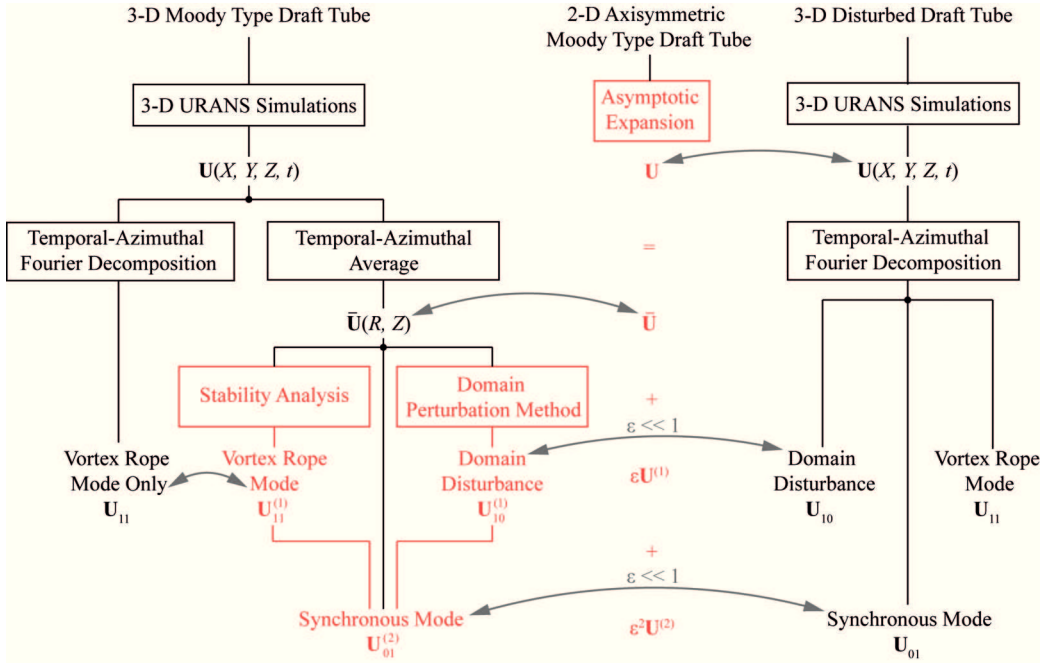 3-D Moody Type Draft Tube
2-D Axisymmetric
Moody Type Draft Tube
3-D Disturbed Draft Tube
3-D URANS Simulations
Asymptotic
Expansion
3-D URANS Simulations
U(X, Y, Z, t)
U
U(X, Y, Z, t)
Temporal-Azimuthal
Fourier Decomposition
Temporal-Azimuthal
Average
=
Temporal-Azimuthal
Fourier Decomposition
Ū(R, Z)
Ū
Stability Analysis
Domain
Perturbation Method
+
ε << 1
Vortex Rope
Mode Only
U₁₁
Vortex Rope
Mode
U₁₁⁽¹⁾
Domain
Disturbance
U₁₀⁽¹⁾
εU⁽¹⁾
Domain
Disturbance
U₁₀
Vortex Rope
Mode
U₁₁
+
ε << 1
Synchronous Mode
U₀₁⁽²⁾
ε²U⁽²⁾
Synchronous Mode
U₀₁